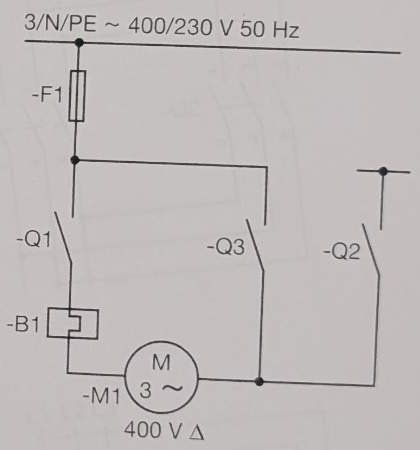 3/N/PE ~ 400/230 V 50 Hz
-F1
-Q1
-Q3
-Q2
-B1
M
3 ~
-M1
400 V Δ